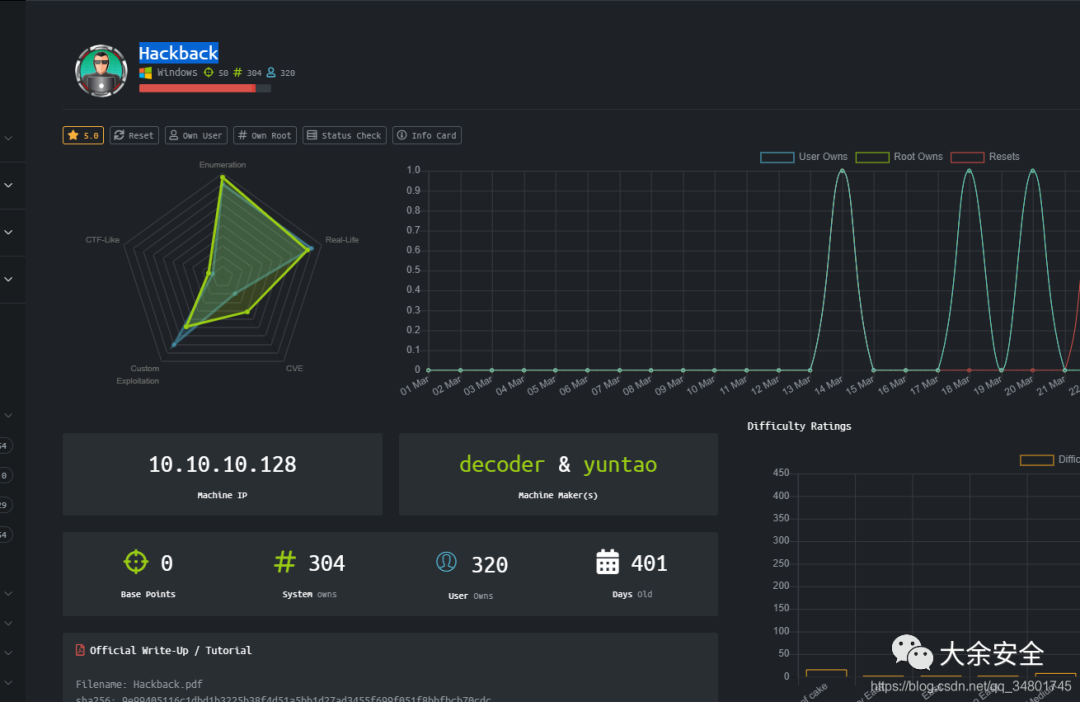 Hackback
Windows 50 # 304 320
5.0 Reset Own User # Own Root Status Check Info Card
Enumeration
Real-Life
CTF-Like
Custom Exploitation
CVE
User Owns Root Owns Resets
1.0
0.9
0.8
0.7
0.6
0.5
0.4
0.3
0.2
0.1
0
01 Mar 02 Mar 03 Mar 04 Mar 05 Mar 06 Mar 07 Mar 08 Mar 09 Mar 10 Mar 11 Mar 12 Mar 13 Mar 14 Mar 15 Mar 16 Mar 17 Mar 18 Mar 19 Mar 20 Mar 21 Mar 22
10.10.10.128
Machine IP
decoder & yuntao
Machine Maker(s)
0
Base Points
# 304
System owns
320
User Owns
401
Days Old
Official Write-Up / Tutorial
Filename: Hackback.pdf
Difficulty Ratings
450
400
350
300
250
200
150
100
50
0
of cake
大余安全
https://blog.csdn.net/qq_34801745